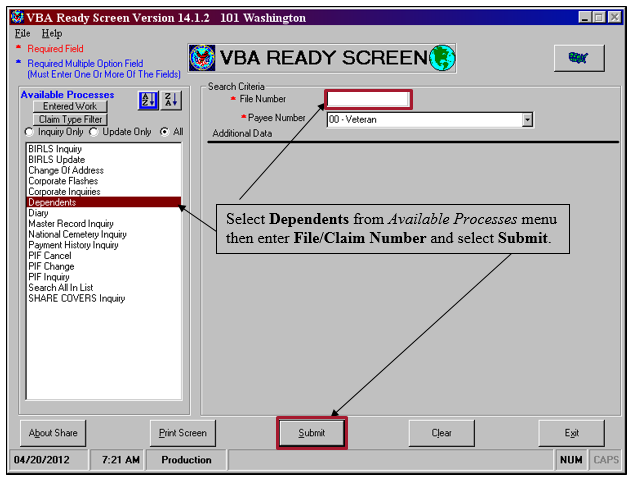 VBA Ready Screen Version 14.1.2 101 Washington
File Help
* Required Field
* Required Multiple Option Field
(Must Enter One Or More Of The Fields)
VBA READY SCREEN
Available Processes
Entered Work
Claim Type Filter
Inquiry Only Update Only All
BIRLS Inquiry
BIRLS Update
Change Of Address
Corporate Flashes
Corporate Inquiries
Dependents
Diary
Master Record Inquiry
National Cemetery Inquiry
Payment History Inquiry
PIF Cancel
PIF Change
PIF Inquiry
Search All In List
SHARE COVERS Inquiry
Search Criteria
* File Number
* Payee Number 00 - Veteran
Additional Data
Select Dependents from Available Processes menu
then enter File/Claim Number and select Submit.
About Share Print Screen Submit Clear Exit
04/20/2012 7:21 AM Production NUM CAPS